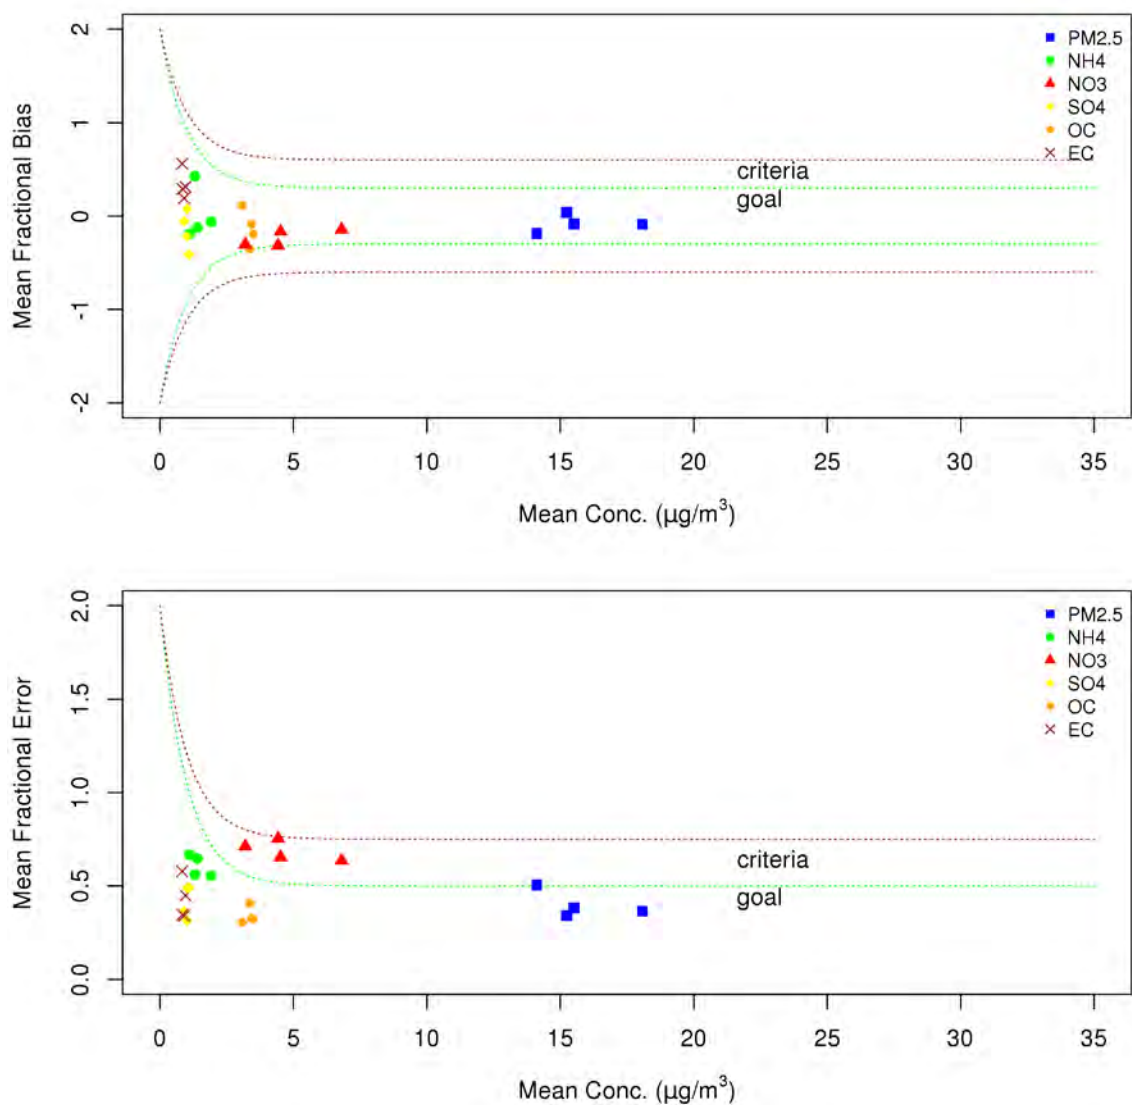 2
1
0
-1
-2
Mean Fractional Bias
PM2.5
NH4
NO3
SO4
OC
EC
criteria
goal
0 5 10 15 20 25 30 35
Mean Conc. (µg/m³)
2.0
1.5
1.0
0.5
0.0
Mean Fractional Error
PM2.5
NH4
NO3
SO4
OC
EC
criteria
goal
0 5 10 15 20 25 30 35
Mean Conc. (µg/m³)